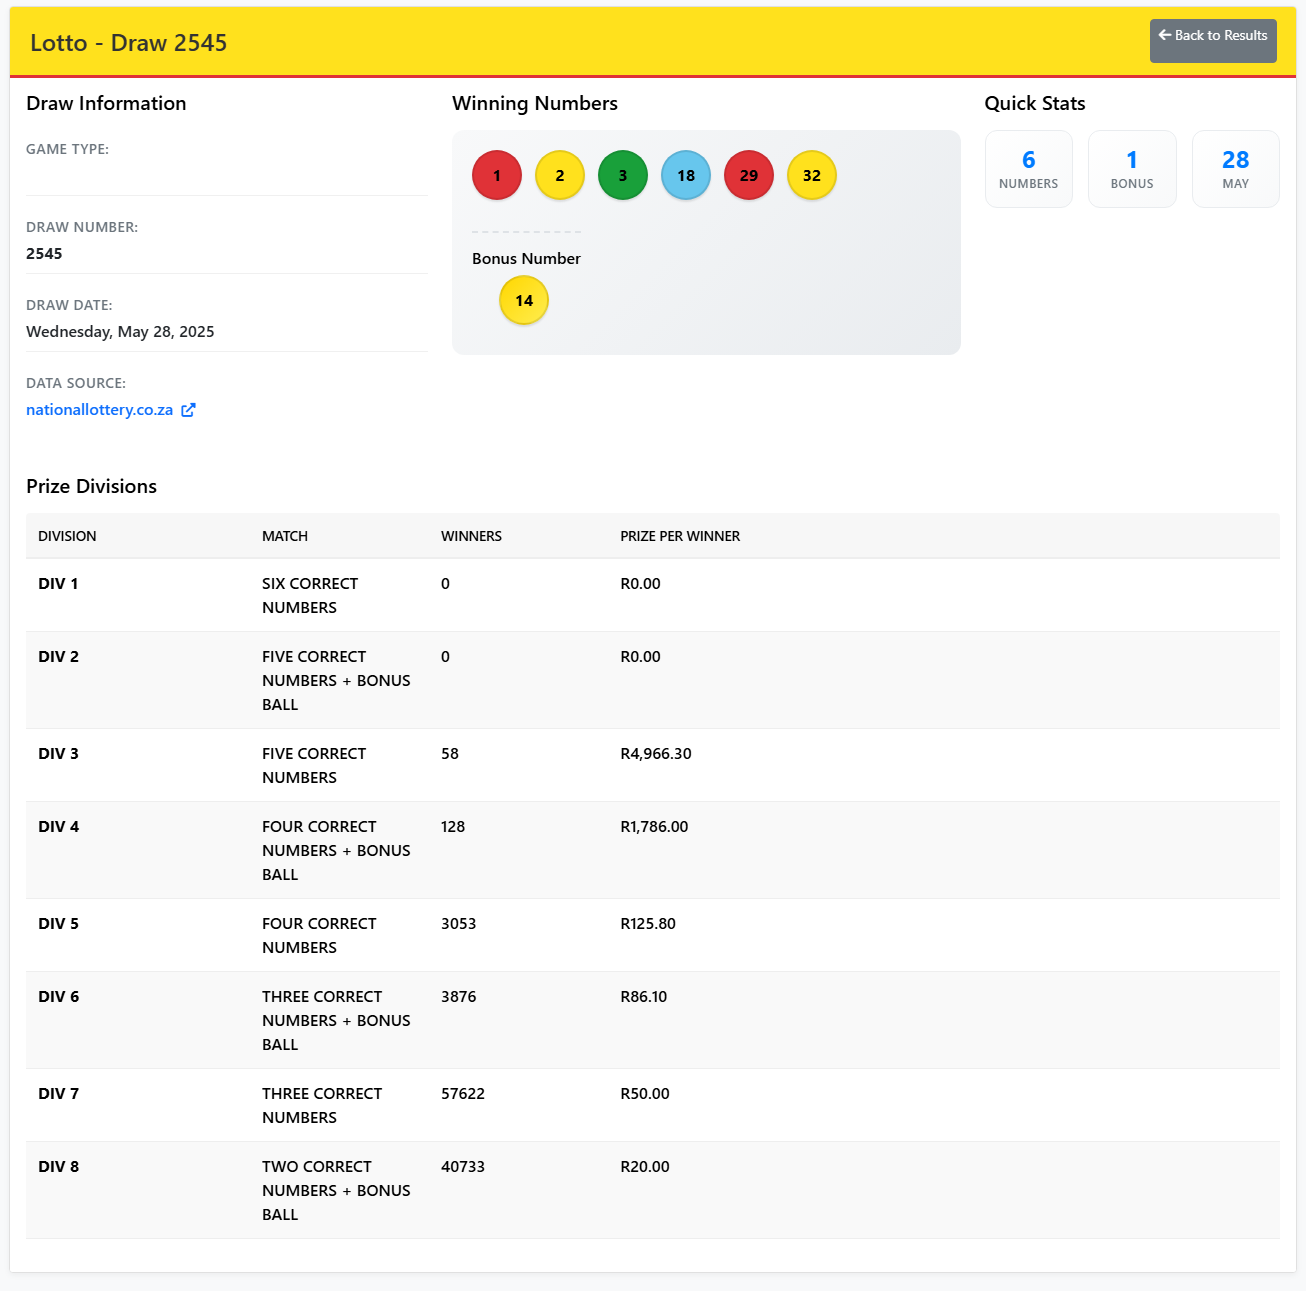 Lotto - Draw 2545
Back to Results
Draw Information
GAME TYPE:
DRAW NUMBER:
2545
DRAW DATE:
Wednesday, May 28, 2025
DATA SOURCE:
nationallottery.co.za
Winning Numbers
1 2 3 18 29 32
Bonus Number
14
Quick Stats
6 1 28
NUMBERS BONUS MAY
Prize Divisions
DIVISION MATCH WINNERS PRIZE PER WINNER
DIV 1 SIX CORRECT 0 R0.00
NUMBERS
DIV 2 FIVE CORRECT 0 R0.00
NUMBERS + BONUS
BALL
DIV 3 FIVE CORRECT 58 R4,966.30
NUMBERS
DIV 4 FOUR CORRECT 128 R1,786.00
NUMBERS + BONUS
BALL
DIV 5 FOUR CORRECT 3053 R125.80
NUMBERS
DIV 6 THREE CORRECT 3876 R86.10
NUMBERS + BONUS
BALL
DIV 7 THREE CORRECT 57622 R50.00
NUMBERS
DIV 8 TWO CORRECT 40733 R20.00
NUMBERS + BONUS
BALL